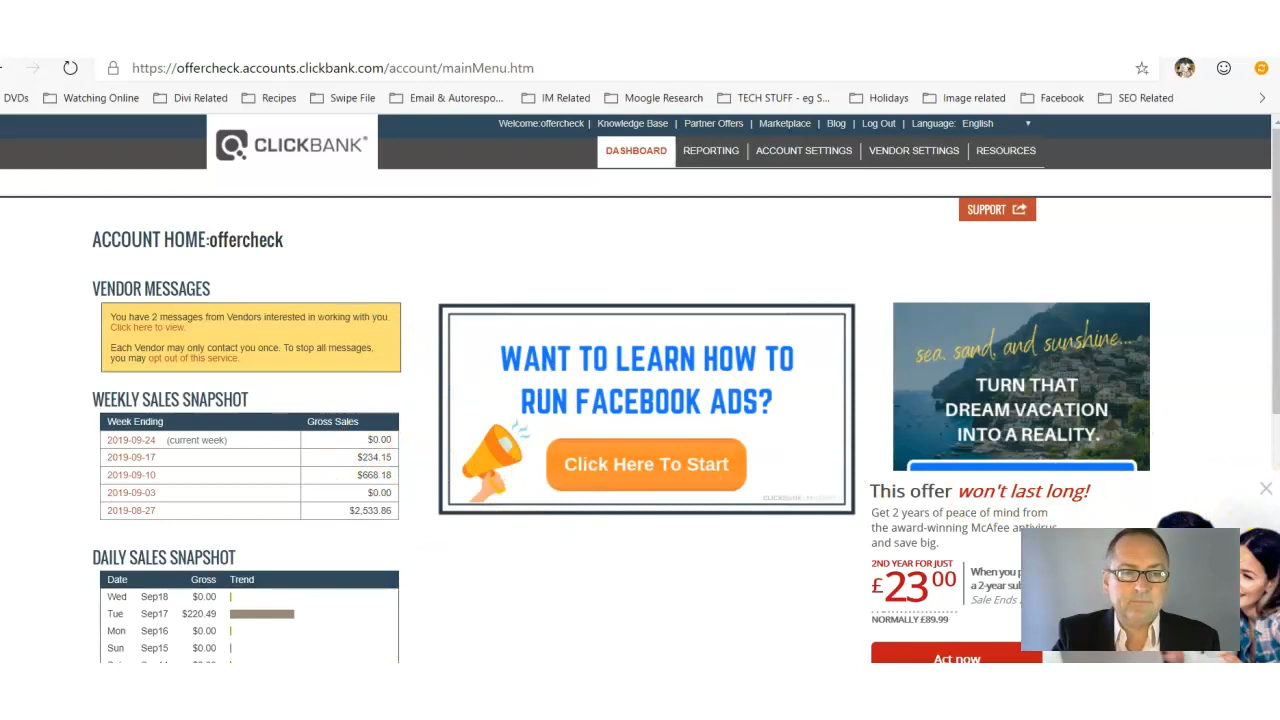 https://offercheck.accounts.clickbank.com/account/mainMenu.htm
DVDs Watching Online Divi Related Recipes Swipe File Email & Autorespo... IM Related Moogle Research TECH STUFF - eg S... Holidays Image related Facebook SEO Related
Welcome:offercheck | Knowledge Base | Partner Offers | Marketplace | Blog | Log Out | Language: English
CLICKBANK
DASHBOARD REPORTING ACCOUNT SETTINGS VENDOR SETTINGS RESOURCES
SUPPORT
ACCOUNT HOME:offercheck
VENDOR MESSAGES
You have 2 messages from Vendors interested in working with you.
Click here to view.
Each Vendor may only contact you once. To stop all messages,
you may opt out of this service.
WEEKLY SALES SNAPSHOT
Week Ending Gross Sales
2019-09-24 (current week) $0.00
2019-09-17 $234.15
2019-09-10 $668.18
2019-09-03 $0.00
2019-08-27 $2,533.86
DAILY SALES SNAPSHOT
Date Gross Trend
Wed Sep18 $0.00
Tue Sep17 $220.49
Mon Sep16 $0.00
Sun Sep15 $0.00
WANT TO LEARN HOW TO
RUN FACEBOOK ADS?
Click Here To Start
sea, sand, and sunshine...
TURN THAT
DREAM VACATION
INTO A REALITY.
This offer won't last long!
Get 2 years of peace of mind from
the award-winning McAfee antivirus
and save big.
2ND YEAR FOR JUST
£2300
NORMALLY £89.99
When you p
a 2-year su
Sale Ends
Act now